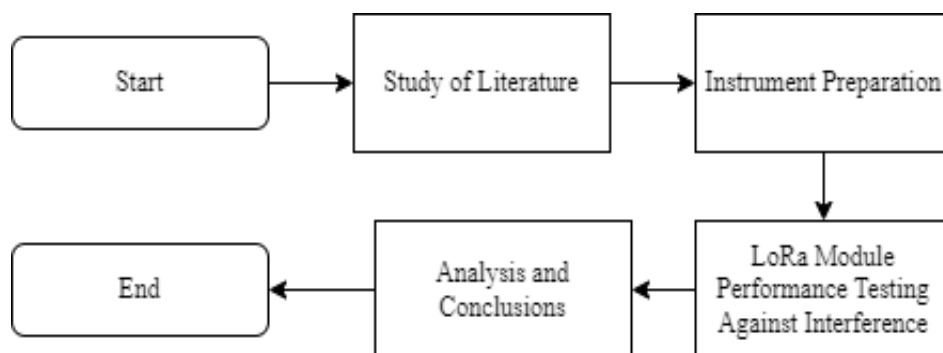 Start
Study of Literature
Instrument Preparation
LoRa Module
Performance Testing
Against Interference
Analysis and
Conclusions
End